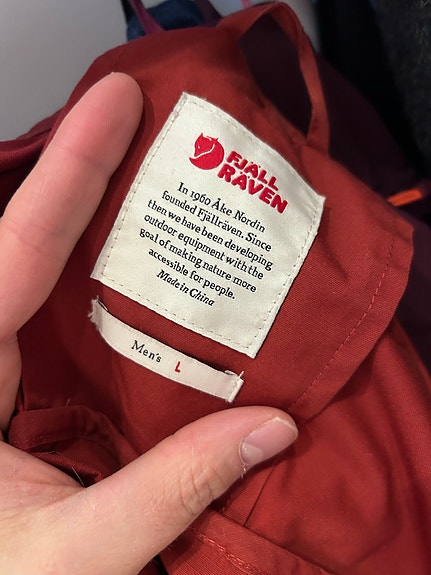 FJÄLL
RÄVEN
In 1960 Åke Nordin
founded Fjällräven. Since
then we have been developing
outdoor equipment with the
goal of making nature more
accessible for people.
Made in China
Men's L